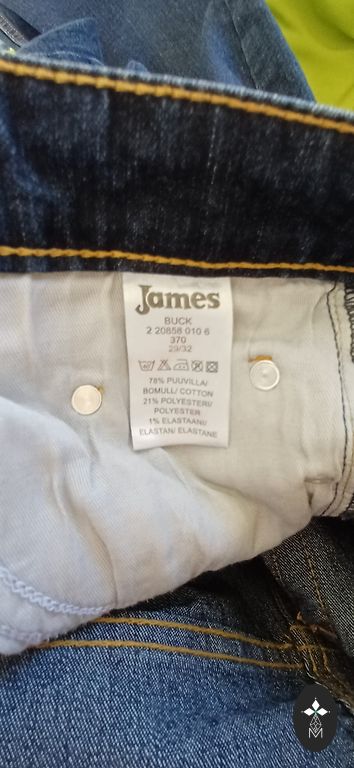 James
BUCK
2 20858 010 6
370
29/32
78% PUUVILLA/
BOMULL/ COTTON
21% POLYESTERI/
POLYESTER
1% ELASTAANI/
ELASTAN/ ELASTANE
M